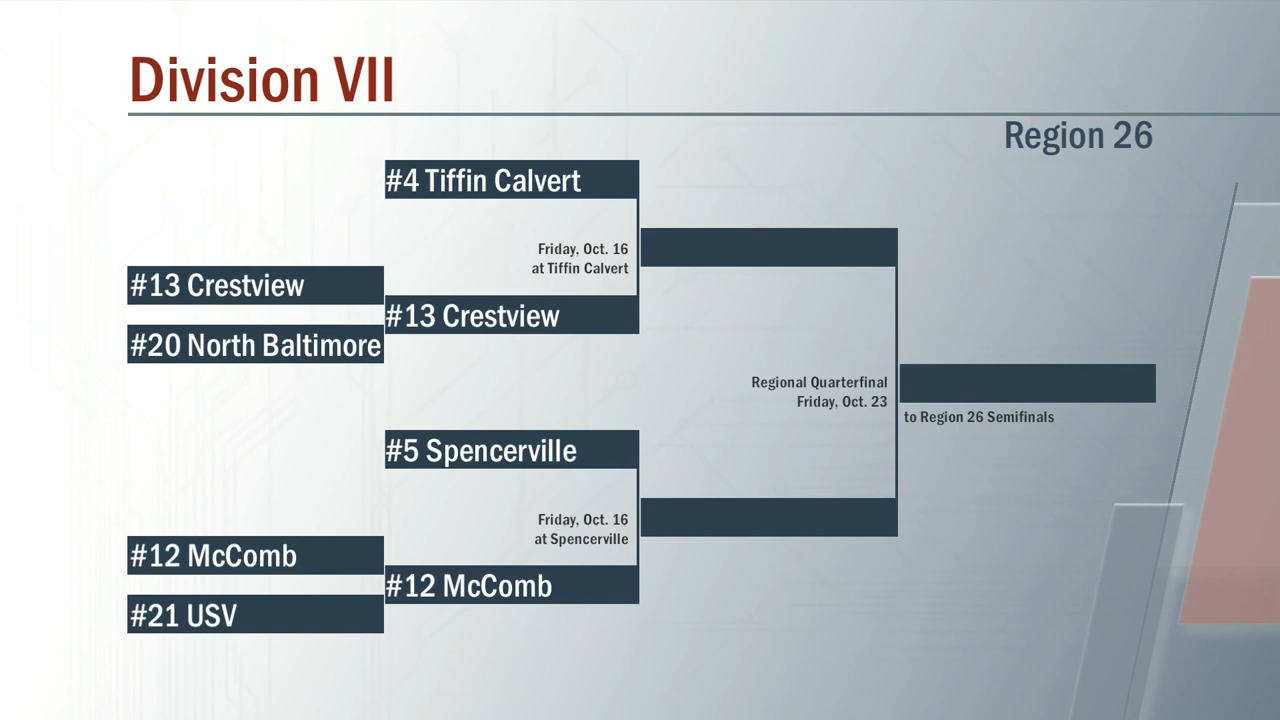 Division VII
Region 26
#4 Tiffin Calvert
Friday, Oct. 16
at Tiffin Calvert
#13 Crestview
#20 North Baltimore
#13 Crestview
Regional Quarterfinal
Friday, Oct. 23
to Region 26 Semifinals
#5 Spencerville
Friday, Oct. 16
at Spencerville
#12 McComb
#21 USV
#12 McComb